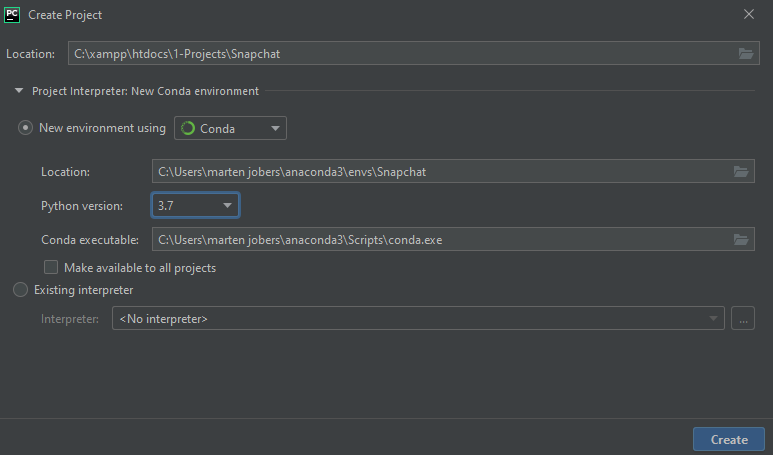 PC Create Project
Location: C:\xampp\htdocs\1-Projects\Snapchat
Project Interpreter: New Conda environment
New environment using Conda
Location: C:\Users\marten jobers\anaconda3\envs\Snapchat
Python version: 3.7
Conda executable: C:\Users\marten jobers\anaconda3\Scripts\conda.exe
Make available to all projects
Existing interpreter
Interpreter: <No interpreter> ...
Create